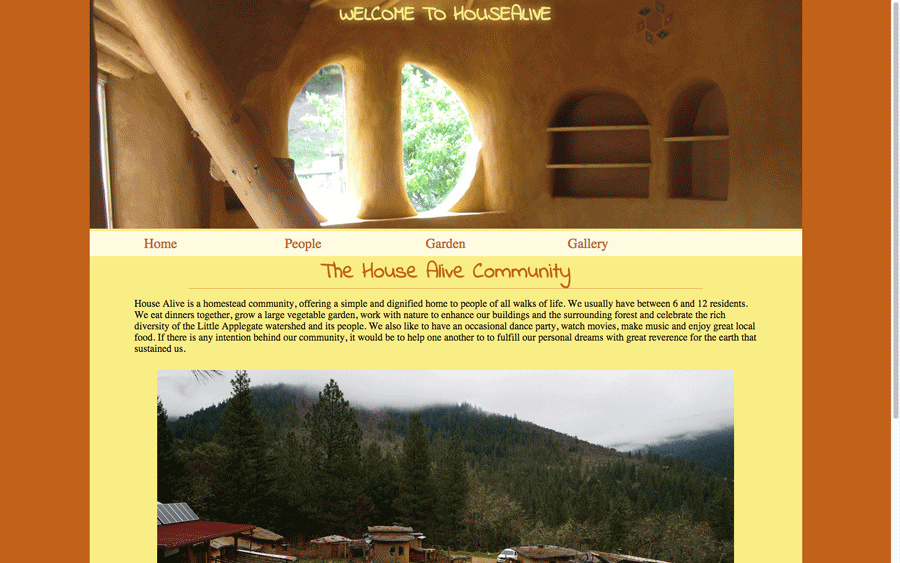 WELCOME TO HOUSEALIVE
Home People Garden Gallery
The House Alive Community
House Alive is a homestead community, offering a simple and dignified home to people of all walks of life. We usually have between 6 and 12 residents.
We eat dinners together, grow a large vegetable garden, work with nature to enhance our buildings and the surrounding forest and celebrate the rich
diversity of the Little Applegate watershed and its people. We also like to have an occasional dance party, watch movies, make music and enjoy great local
food. If there is any intention behind our community, it would be to help one another to to fulfill our personal dreams with great reverence for the earth that
sustained us.